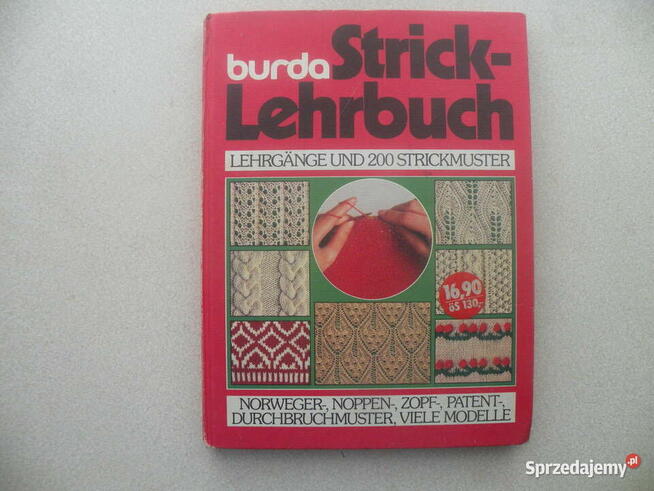 burda Strick-
Lehrbuch
LEHRGÄNGE UND 200 STRICKMUSTER
16,90
öS 130,-
NORWEGER-, NOPPEN-, ZOPF-, PATENT-,
DURCHBRUCHMUSTER, VIELE MODELLE
Sprzedajemy.pl